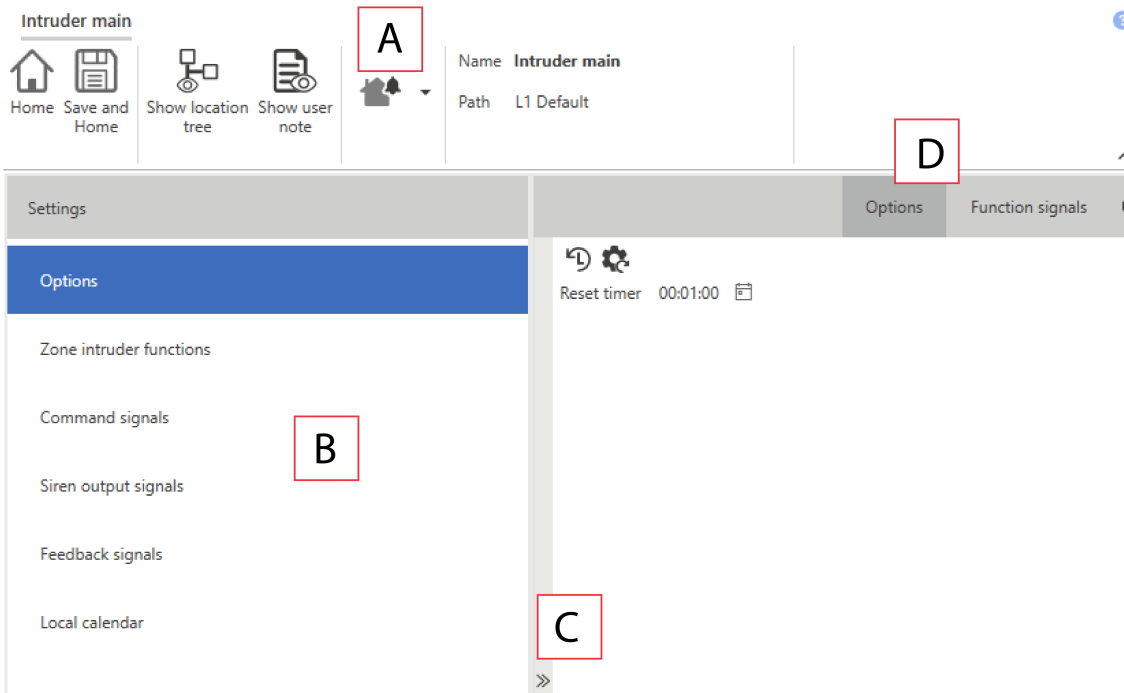 Intruder main
A
Home
Save and
Home
Show location
tree
Show user
note
Name Intruder main
Path L1 Default
D
Settings
Options
Function signals
Options
Reset timer 00:01:00
Zone intruder functions
Command signals
B
Siren output signals
Feedback signals
Local calendar
C